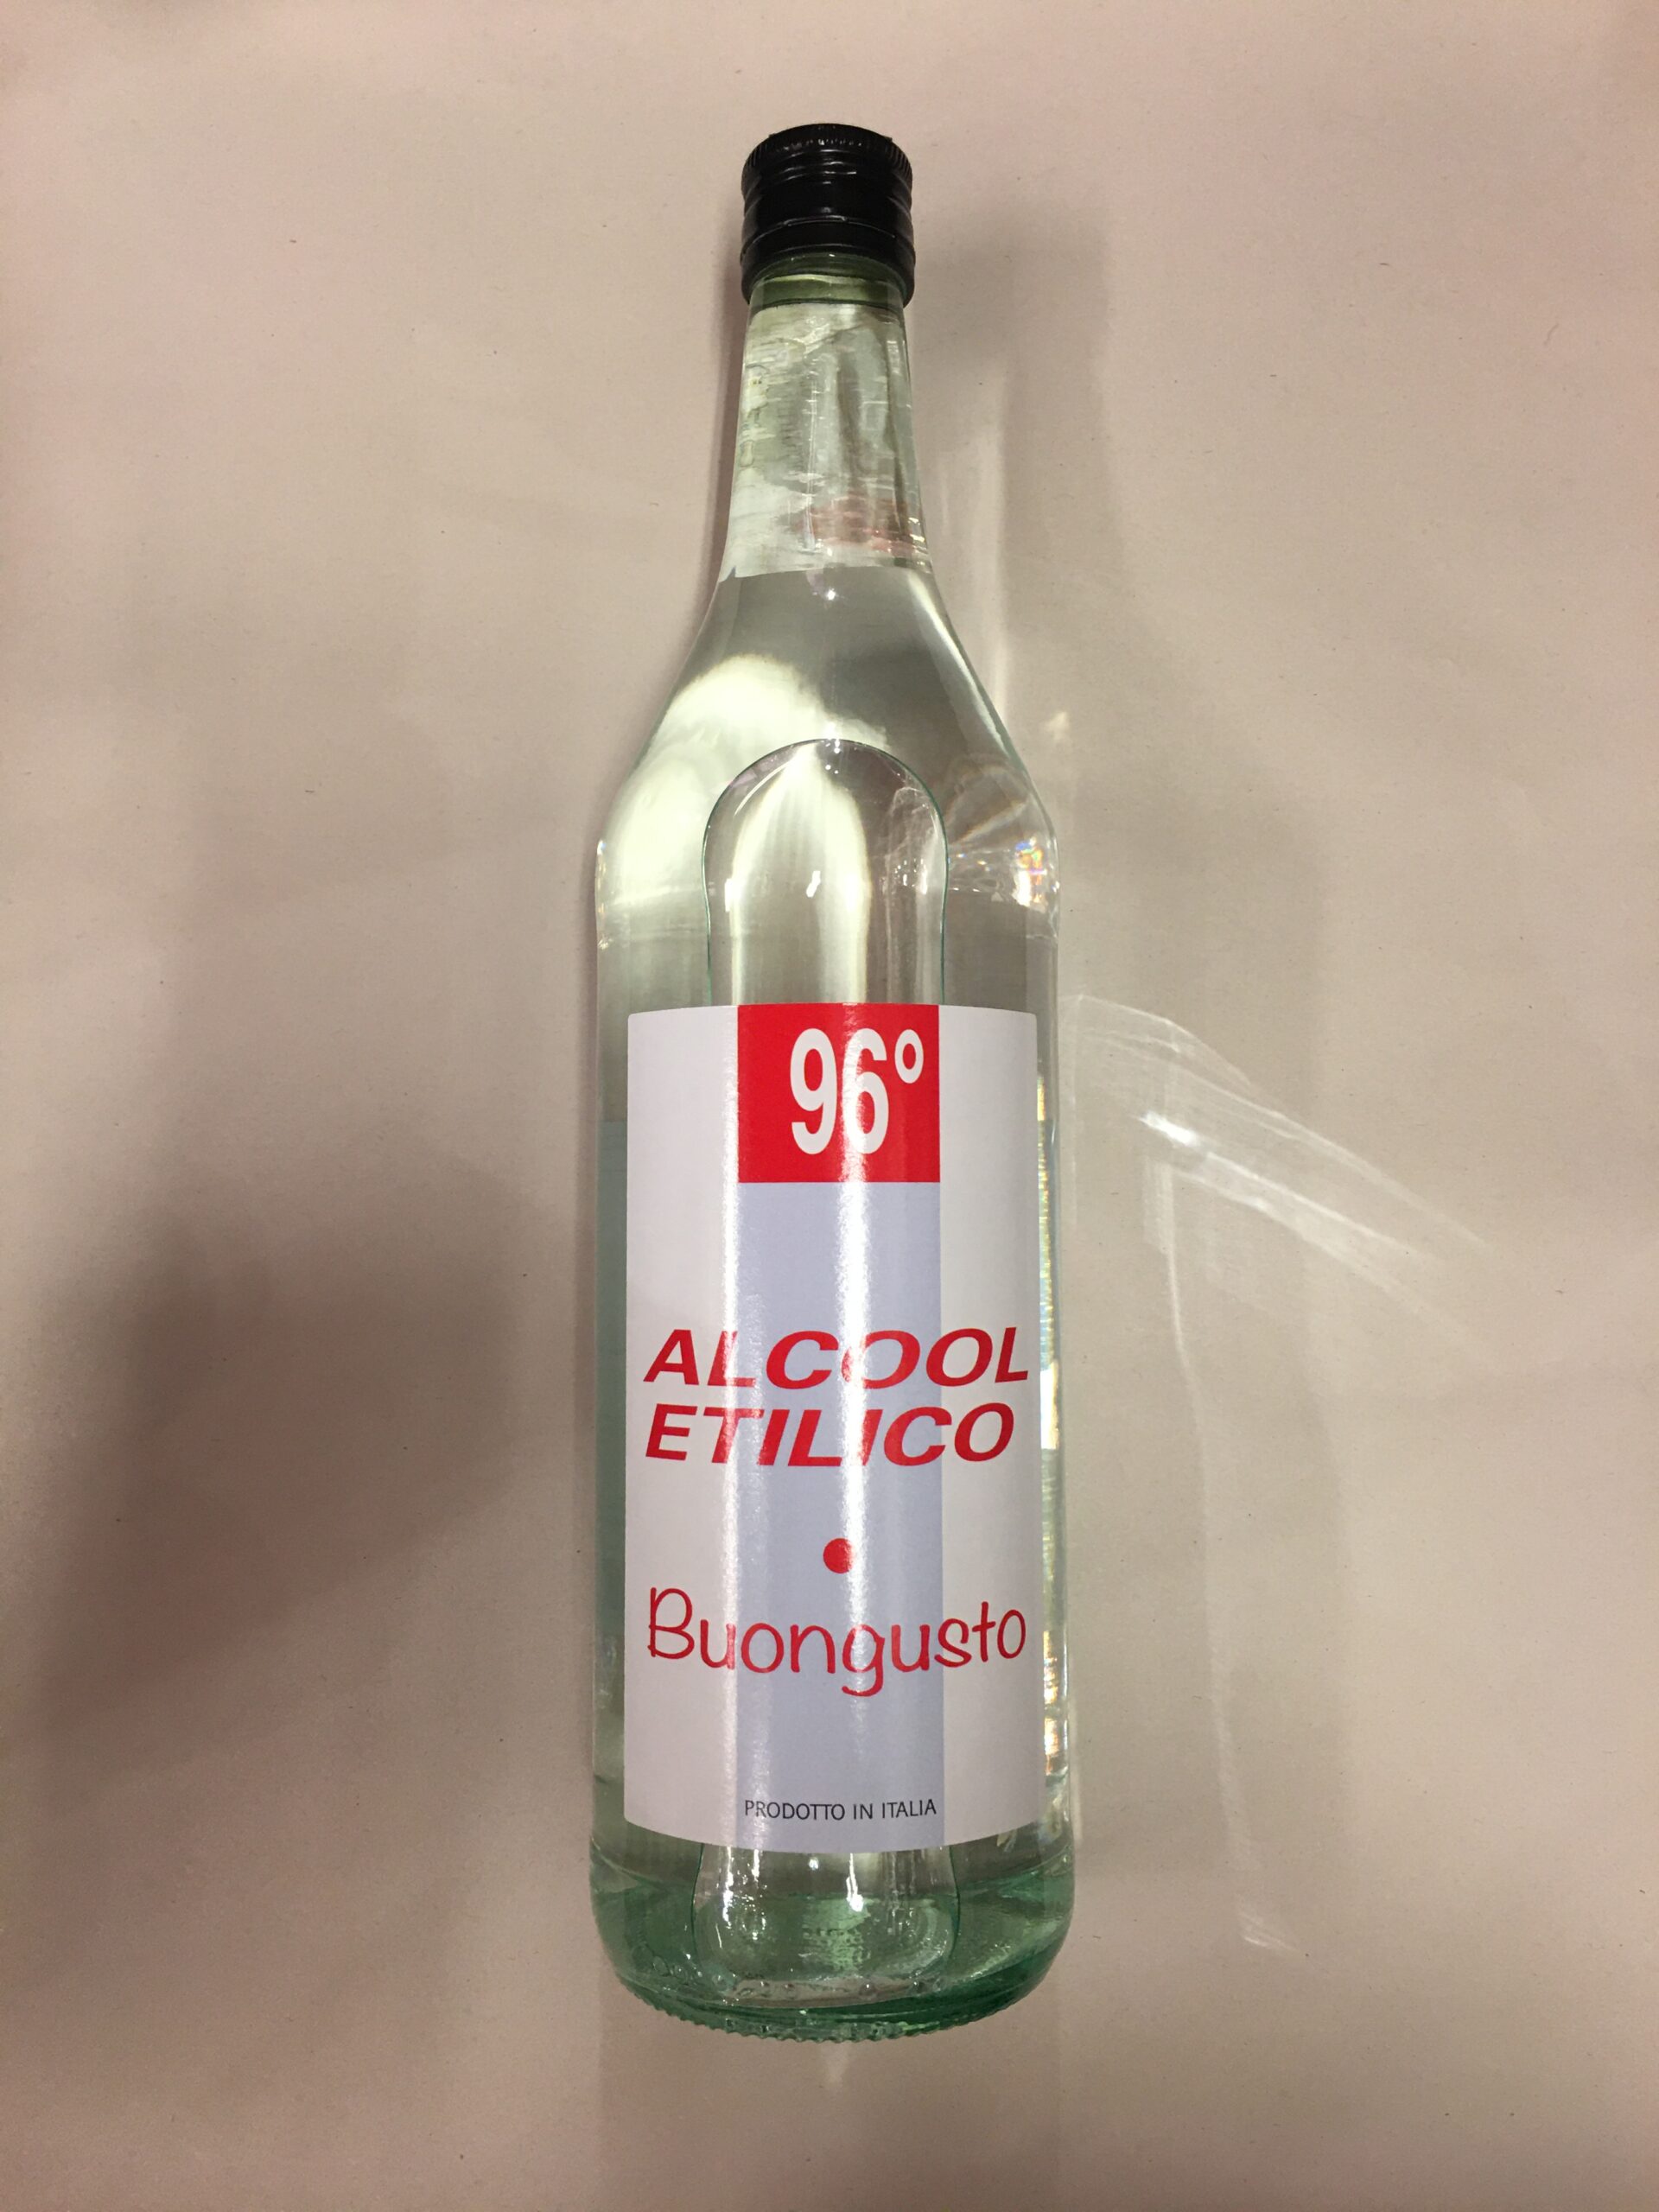 96°
ALCOOL
ETILICO
Buongusto
PRODOTTO IN ITALIA